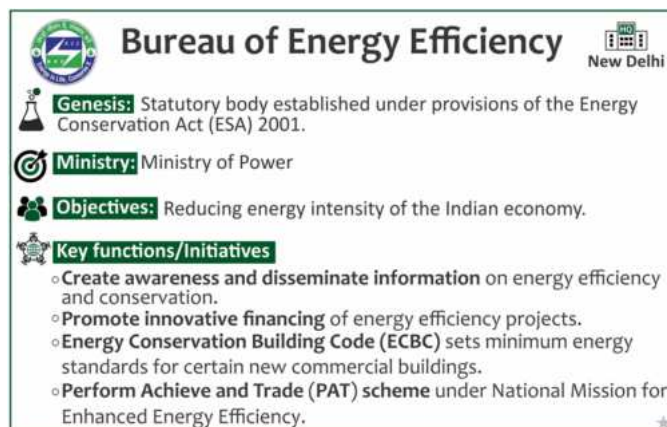 Bureau of Energy Efficiency
HQ
New Delhi
Genesis: Statutory body established under provisions of the Energy
Conservation Act (ESA) 2001.
Ministry: Ministry of Power
Objectives: Reducing energy intensity of the Indian economy.
Key functions/Initiatives
Create awareness and disseminate information on energy efficiency
and conservation.
Promote innovative financing of energy efficiency projects.
Energy Conservation Building Code (ECBC) sets minimum energy
standards for certain new commercial buildings.
Perform Achieve and Trade (PAT) scheme under National Mission for
Enhanced Energy Efficiency.